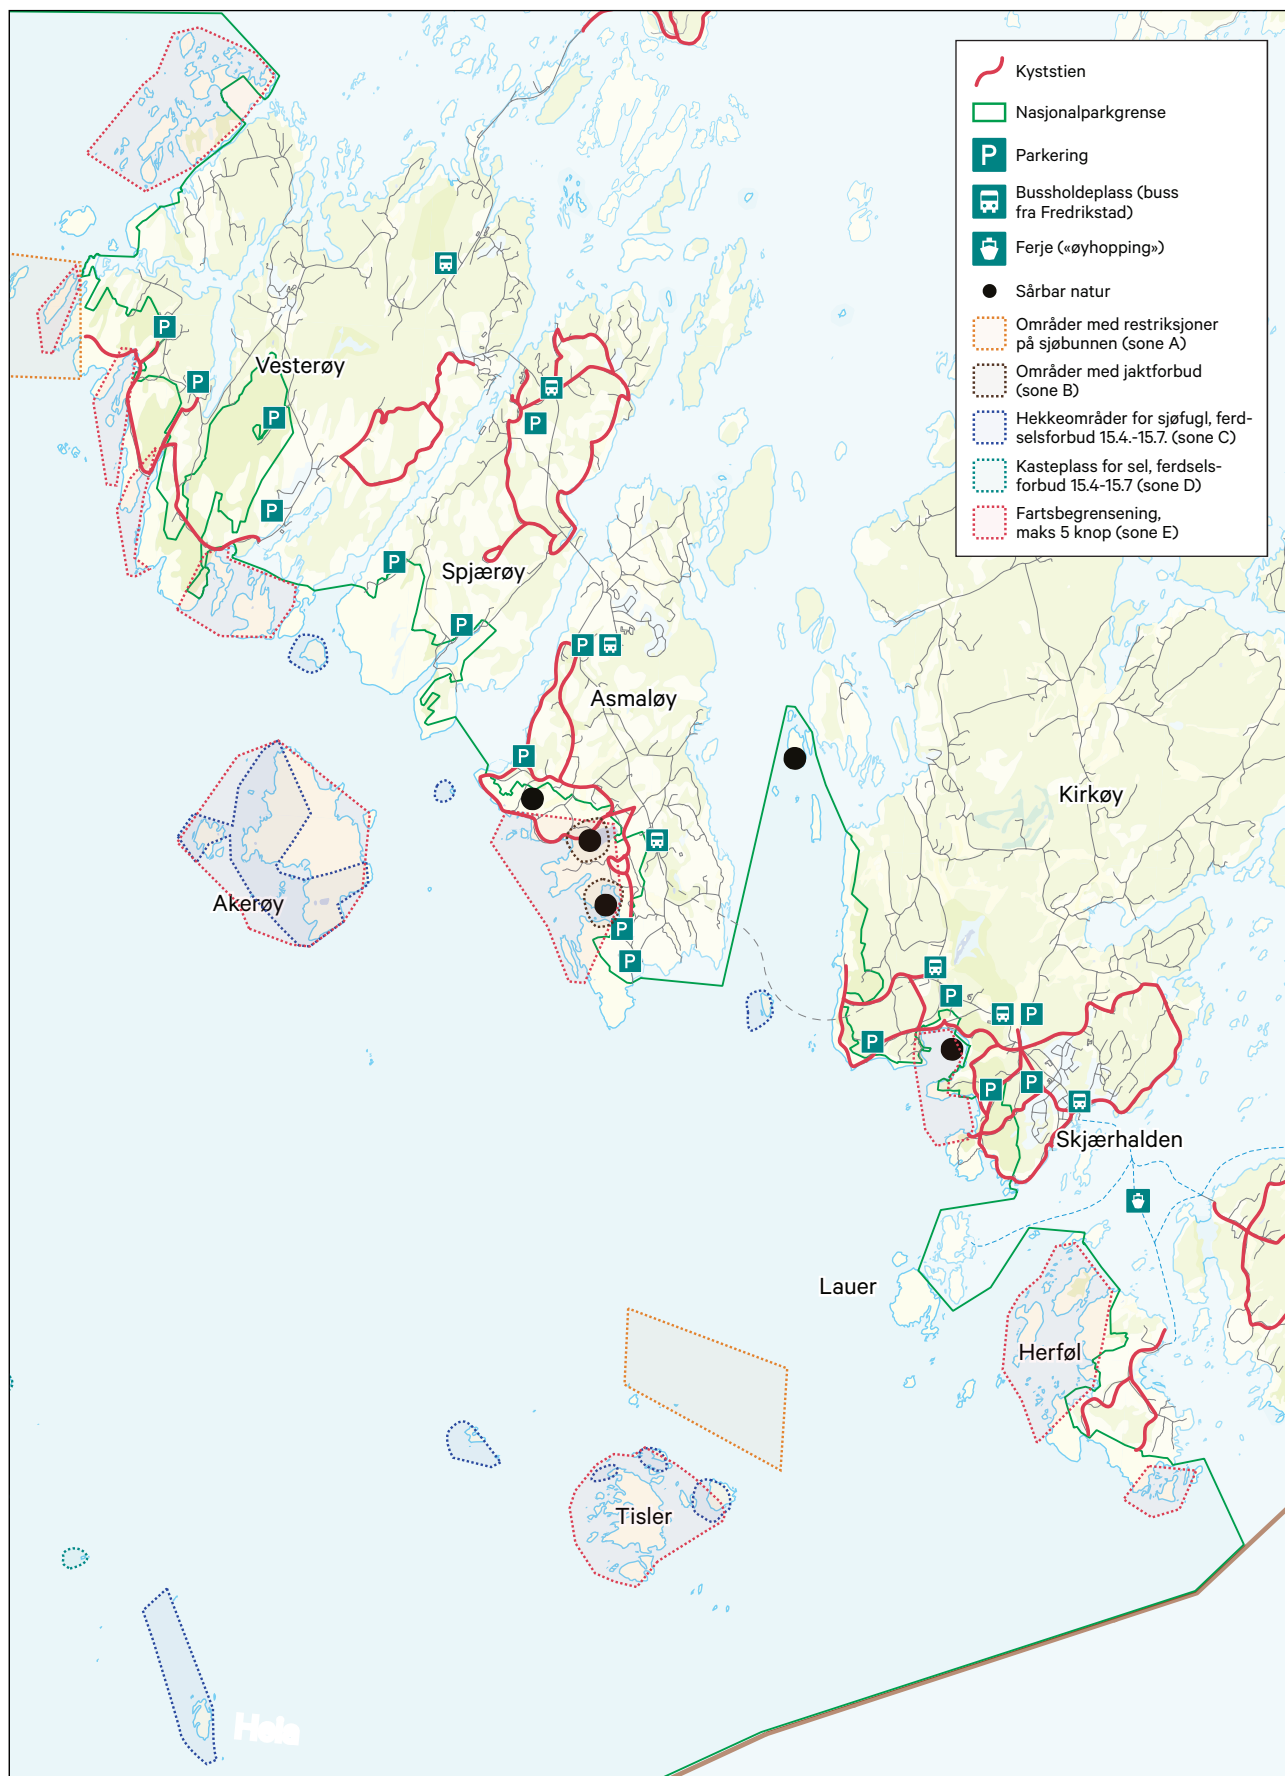 Kyststien
Nasjonalparkgrense
P Parkering
Bussholdeplass (buss
fra Fredrikstad)
Ferje («øyhopping»)
Sårbar natur
Områder med restriksjoner
på sjøbunnen (sone A)
Områder med jaktforbud
(sone B)
Hekkeområder for sjøfugl, ferd-
selsforbud 15.4.-15.7. (sone C)
Kasteplass for sel, ferdsels-
forbud 15.4-15.7 (sone D)
Fartsbegrensening,
maks 5 knop (sone E)
P
Vesterøy
P
P
P
P
P
Spjærøy
P
P
Asmaløy
P
Kirkøy
Akerøy
P
P
P
P
P
P
P
Skjærhalden
Lauer
Herføl
Tisler
Heia